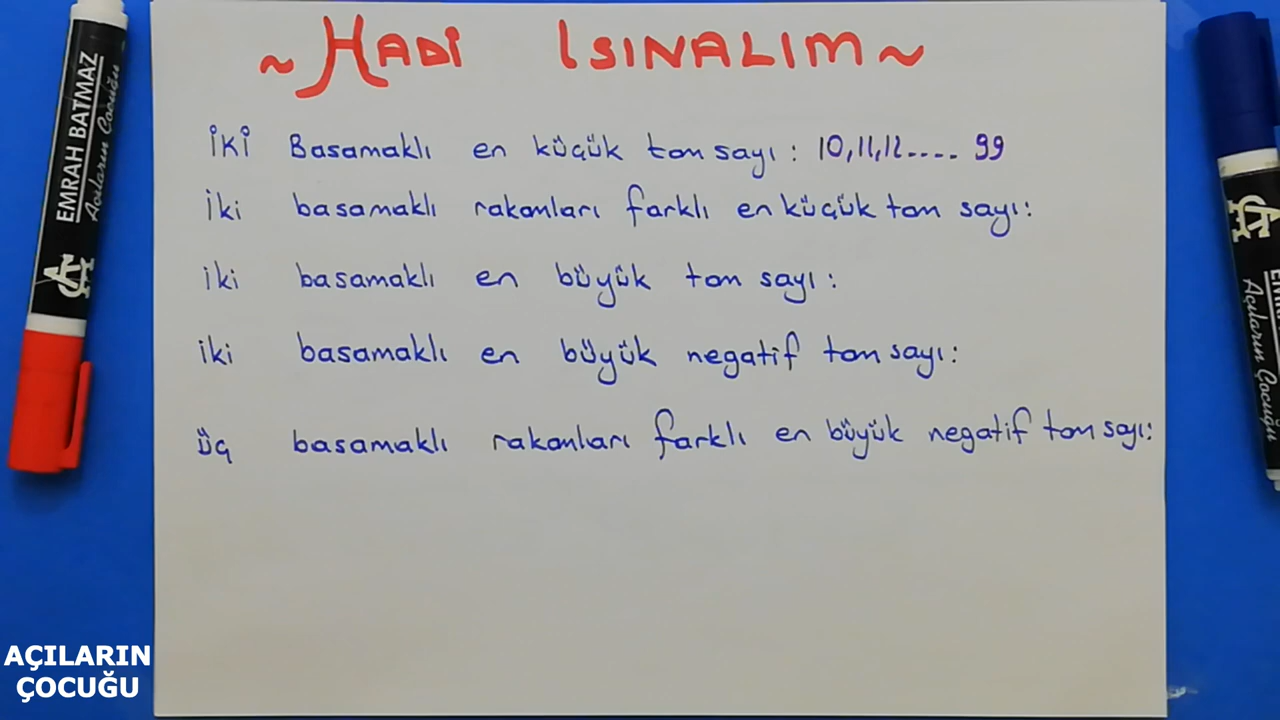 ~ HADİ ISINALIM ~
İKİ Basamaklı en küçük tam sayı : 10,11,12.... 99
İki basamaklı rakamları farklı en küçük tam sayı:
iki basamaklı en büyük tam sayı :
iki basamaklı en büyük negatif tam sayı:
üç basamaklı rakamları farklı en büyük negatif tam sayı:
EMRAH BATMAZ
Açıların Çocuğu
Açıların Çocuğu
AÇILARIN
ÇOCUĞU